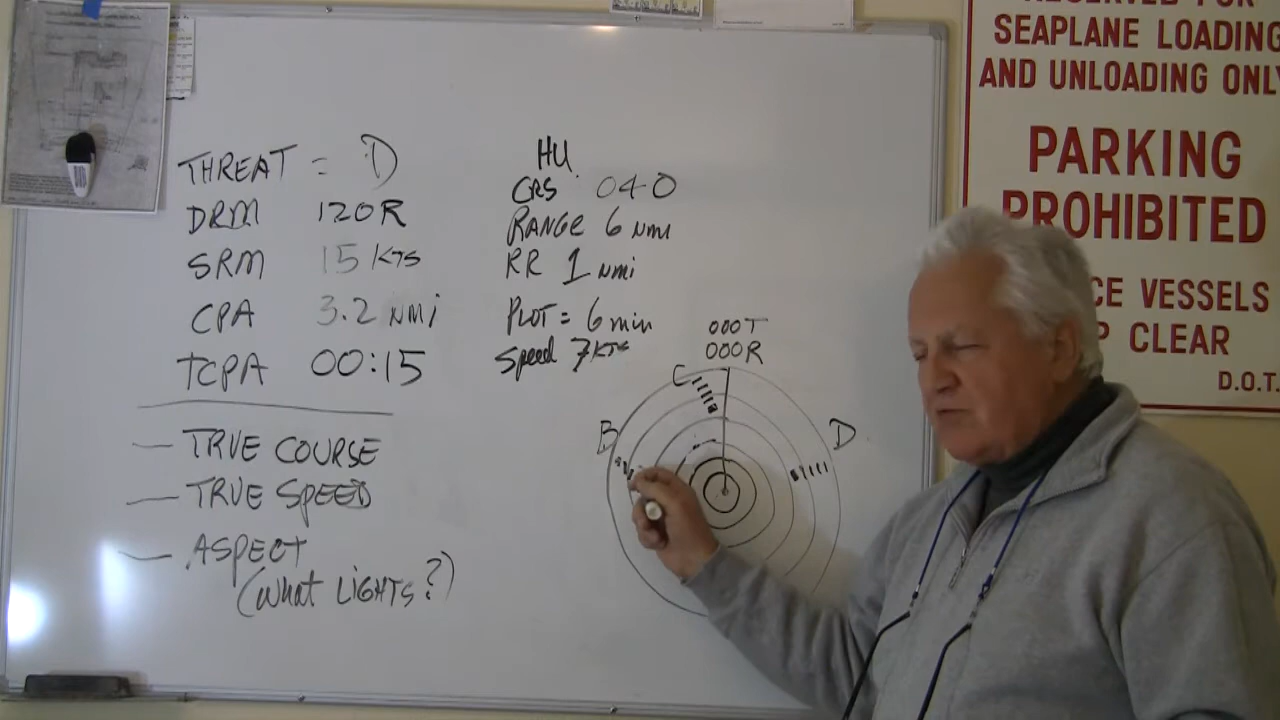 THREAT = D
DRM 120R
SRM 15 KTS
CPA 3.2 NMi
TCPA 00:15
— TRUE COURSE
— TRUE SPEED
— ASPECT
(What LIGHTS?)
HU
CRS 040
RANGE 6 NMi
RR 1 NMi
PLOT = 6 min
Speed 7 KTS
000T
000R
C
B
D
SEAPLANE LOADING
AND UNLOADING ONLY
PARKING
PROHIBITED
CE VESSELS
P CLEAR
D.O.T.